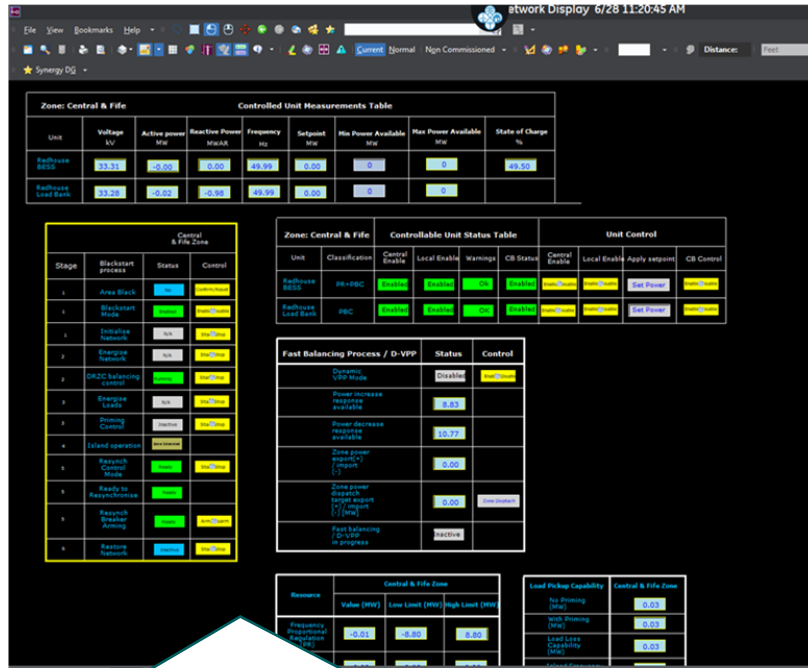 etwork Display 6/28 11:20:45 AM
File View Bookmarks Help
Current Normal Non Commissioned Distance: Feet
Synergy DG
Zone: Central & Fife Controlled Unit Measurements Table
Unit Voltage kV Active power MW Reactive Power MWAR Frequency Hz Setpoint MW Min Power Available MW Max Power Available MW State of Charge %
Redhouse BESS 33.31 -0.00 0.00 49.99 0.00 0 0 49.50
Redhouse Load Bank 33.28 -0.02 -0.98 49.99 0.00 0 0
Central & Fife Zone
Stage Blackstart process Status Control
1 Area Black No
1 Blackstart Mode Enabled
1 Initialise Network N/A
2 Energise Network N/A
2 DRZC balancing control Running
3 Energise Loads N/A
3 Priming Control Inactive
4 Island operation
5 Resynch Control Mode Ready
5 Ready to Resynchronise Ready
5 Resynch Breaker Arming Ready
6 Restore Network Inactive
Zone: Central & Fife Controllable Unit Status Table Unit Control
Unit Classification Central Enable Local Enable Warnings CB Status Central Enable Local Enable Apply setpoint CB Control
Redhouse BESS PR+PBC Enabled Enabled Ok Enabled Set Power
Redhouse Load Bank PBC Enabled Enabled OK Enabled Set Power
Fast Balancing Process / D-VPP Status Control
Dynamic VPP Mode Disabled
Power increase response available 8.83
Power decrease response available 10.77
Zone power export(+) / import (-) 0.00
Zone power dispatch target export (+) / import (-) (MW) 0.00
Fast balancing / D-VPP in progress Inactive
Central & Fife Zone
Resource Value (MW) Low Limit (MW) High Limit (MW)
Frequency Proportional Regulation (PR) -0.01 -8.80 8.80
Load Pickup Capability Central & Fife Zone
No Priming (MW) 0.03
With Priming (MW) 0.03
Load Loss Capability (MW) 0.03